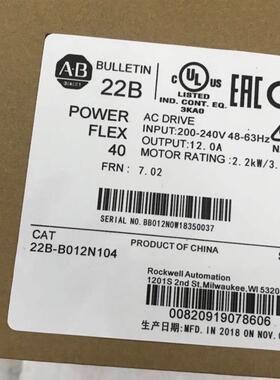 A-B
BULLETIN
22B
POWER
FLEX
40
UL
LISTED
IND. CONT. EQ.
3KA0
EAC
AC DRIVE
INPUT:200-240V 48-63Hz
OUTPUT:12.0A
MOTOR RATING:2.2kW/3.
FRN : 7.02
SERIAL NO. BB012N0W18350037
CAT
22B-B012N104
PRODUCT OF CHINA
Rockwell Automation
1201S 2nd St.Milwaukee,WI 5320
00820919078606
生产日期: MFD. IN 2018 ON NOV.